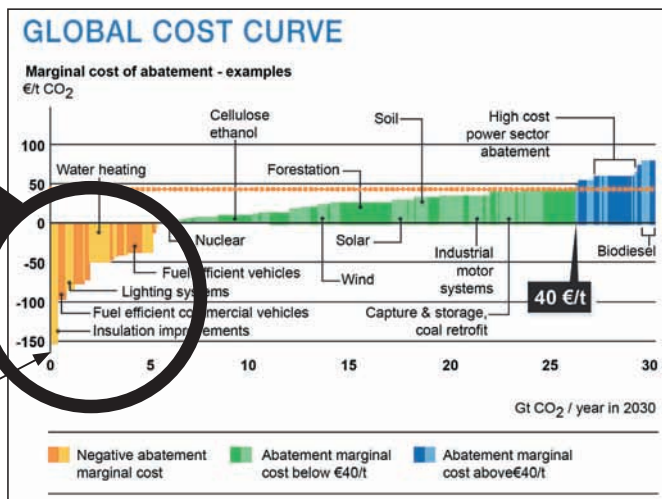 GLOBAL COST CURVE
Marginal cost of abatement - examples
€/t CO2
Cellulose
ethanol
Soil
High cost
power sector
abatement
100
Water heating
Forestation
50
0
Nuclear
Solar
Industrial
motor
systems
Biodiesel
-50
Fuel efficient vehicles
Wind
Lighting systems
40 €/t
-100
Fuel efficient commercial vehicles
Capture & storage,
coal retrofit
Insulation improvements
-150
0 5 10 15 20 25 30
Gt CO2 / year in 2030
Negative abatement
marginal cost
Abatement marginal
cost below €40/t
Abatement marginal
cost above€40/t